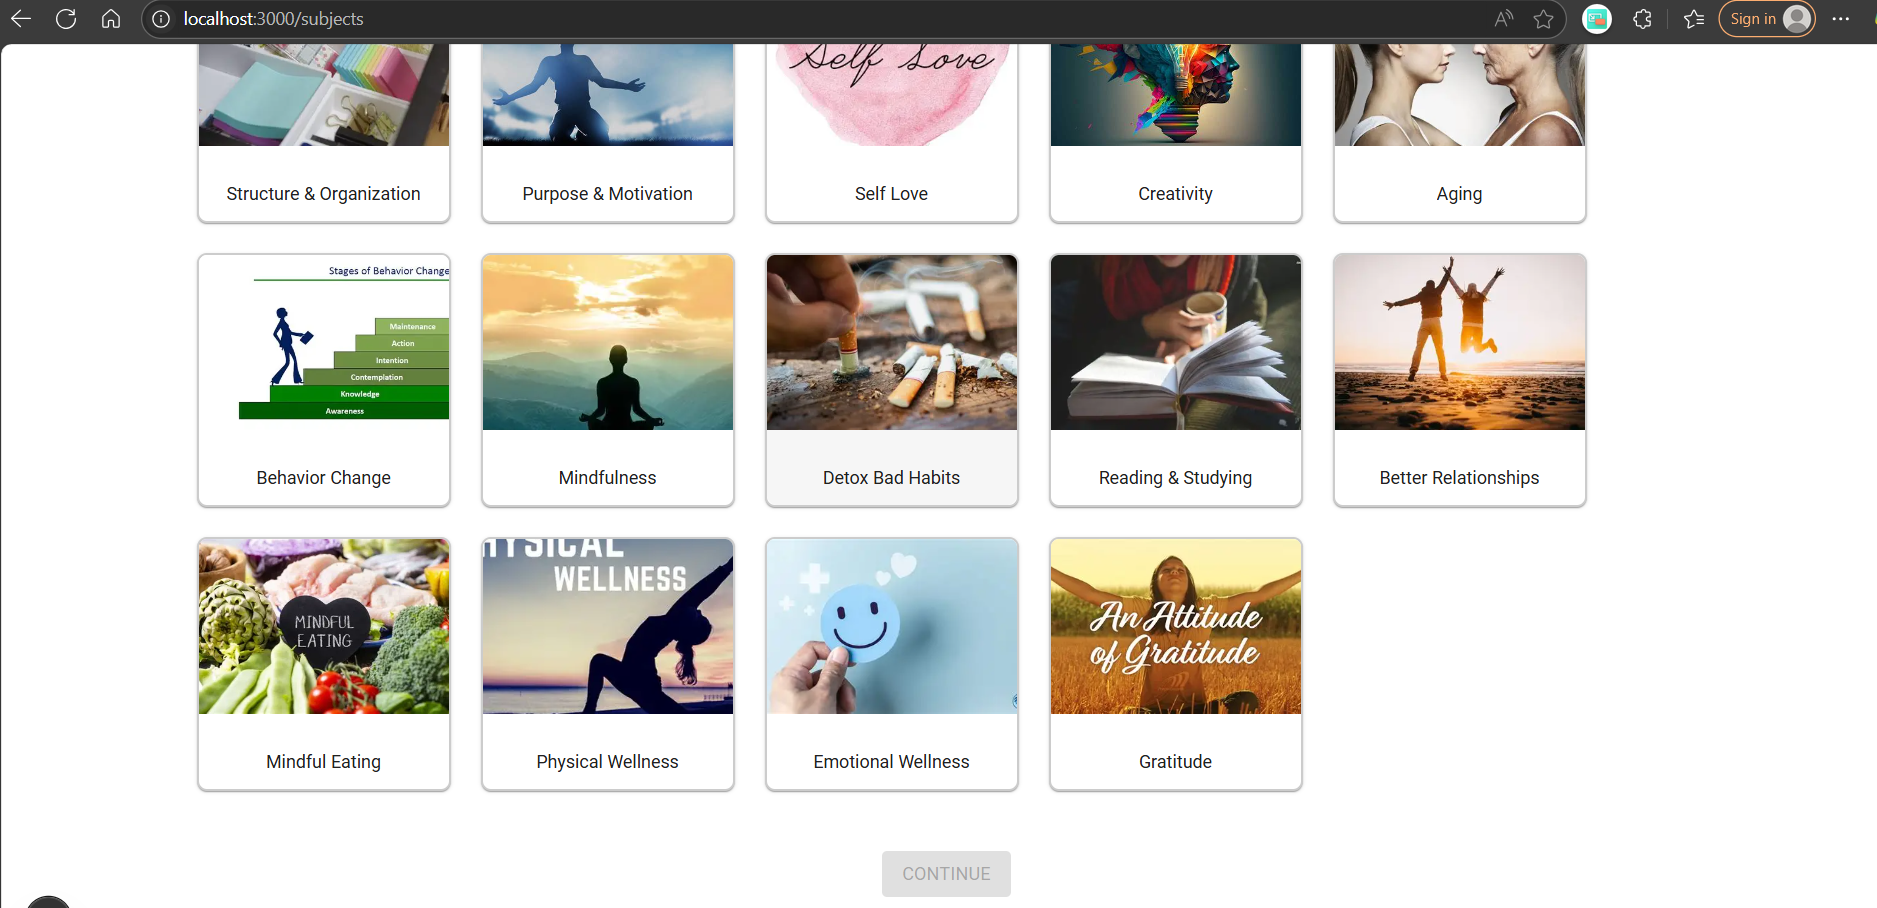 localhost:3000/subjects
Sign in
Self Love
Structure & Organization
Purpose & Motivation
Self Love
Creativity
Aging
Stages of Behavior Change
Maintenance
Action
Intention
Contemplation
Knowledge
Awareness
Behavior Change
Mindfulness
Detox Bad Habits
Reading & Studying
Better Relationships
MINDFUL
EATING
PHYSICAL
WELLNESS
An Attitude
of Gratitude
Mindful Eating
Physical Wellness
Emotional Wellness
Gratitude
CONTINUE